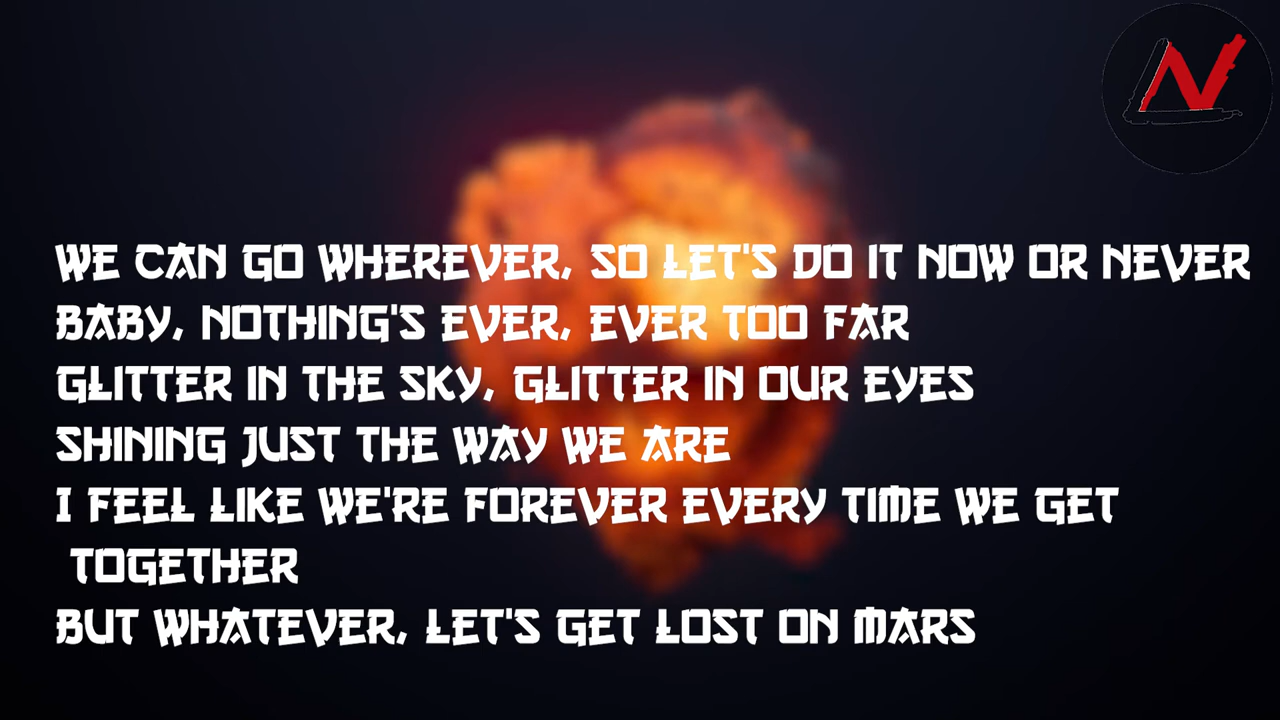 WE CAN GO WHEREVER, SO LET'S DO IT NOW OR NEVER
BABY, NOTHING'S EVER, EVER TOO FAR
GLITTER IN THE SKY, GLITTER IN OUR EYES
SHINING JUST THE WAY WE ARE
I FEEL LIKE WE'RE FOREVER EVERY TIME WE GET
TOGETHER
BUT WHATEVER, LET'S GET LOST ON MARS